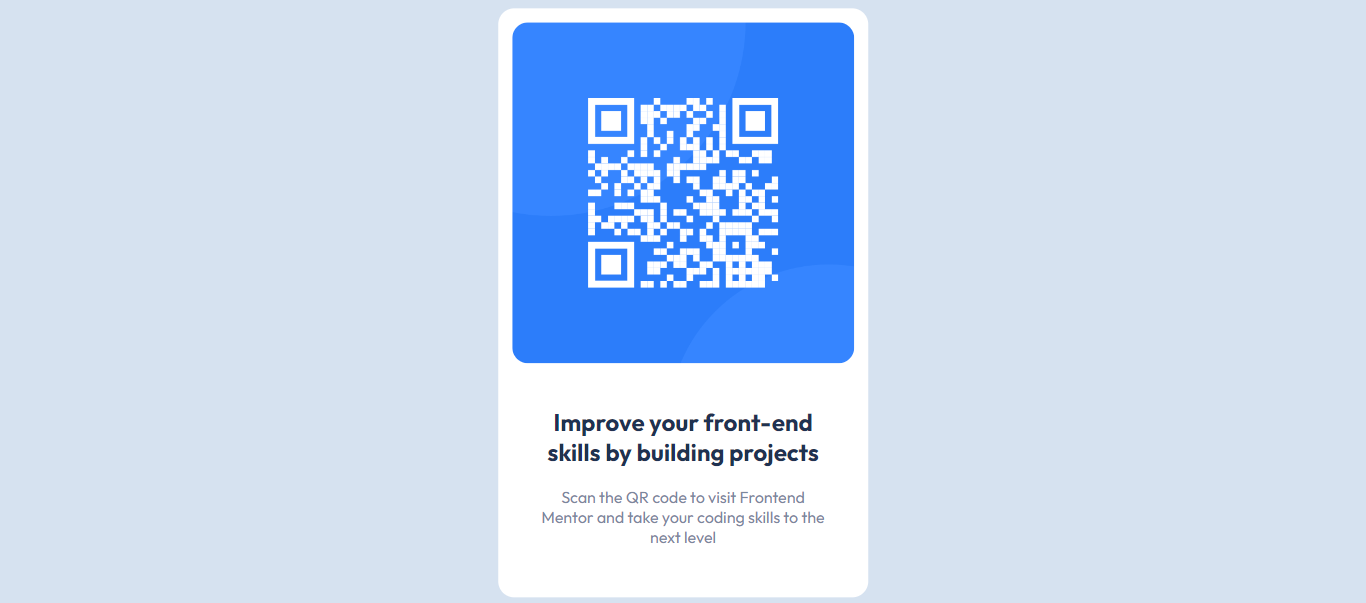 Improve your front-end
skills by building projects
Scan the QR code to visit Frontend
Mentor and take your coding skills to the
next level